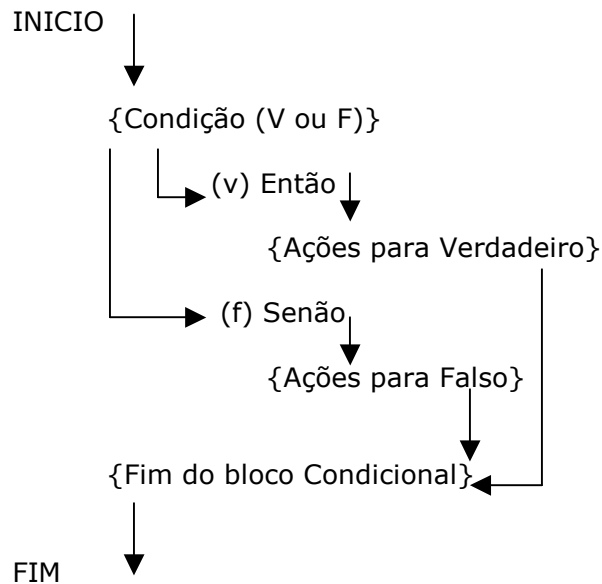 INICIO
{Condição (V ou F)}
(v) Então
{Ações para Verdadeiro}
(f) Senão
{Ações para Falso}
{Fim do bloco Condicional}
FIM